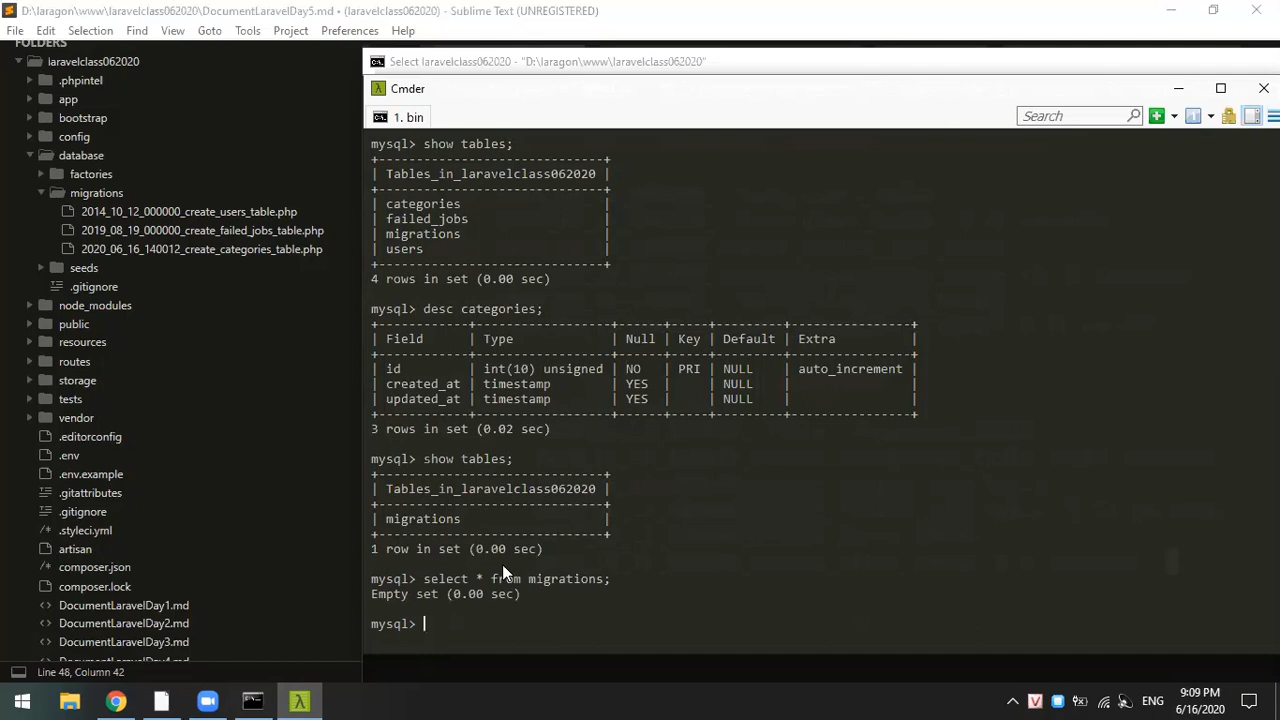 D:\laragon\www\laravelclass062020\DocumentLaravelDay5.md • (laravelclass062020) - Sublime Text (UNREGISTERED)
File Edit Selection Find View Goto Tools Project Preferences Help
FOLDERS
laravelclass062020
.phpintel
app
bootstrap
config
database
factories
migrations
2014_10_12_000000_create_users_table.php
2019_08_19_000000_create_failed_jobs_table.php
2020_06_16_140012_create_categories_table.php
seeds
.gitignore
node_modules
public
resources
routes
storage
tests
vendor
.editorconfig
.env
.env.example
.gitattributes
.gitignore
.styleci.yml
artisan
composer.json
composer.lock
DocumentLaravelDay1.md
DocumentLaravelDay2.md
DocumentLaravelDay3.md
DocumentLaravelDay4.md
Line 48, Column 42
Select laravelclass062020 - "D:\laragon\www\laravelclass062020"
Cmder
1. bin
Search
mysql> show tables;
+---------------------------+
| Tables_in_laravelclass062020 |
+---------------------------+
| categories |
| failed_jobs |
| migrations |
| users |
+---------------------------+
4 rows in set (0.00 sec)
mysql> desc categories;
+-----------+----------------+-----+-----+--------+--------------+
| Field | Type | Null | Key | Default | Extra |
+-----------+----------------+-----+-----+--------+--------------+
| id | int(10) unsigned | NO | PRI | NULL | auto_increment |
| created_at | timestamp | YES | | NULL | |
| updated_at | timestamp | YES | | NULL | |
+-----------+----------------+-----+-----+--------+--------------+
3 rows in set (0.02 sec)
mysql> show tables;
+---------------------------+
| Tables_in_laravelclass062020 |
+---------------------------+
| migrations |
+---------------------------+
1 row in set (0.00 sec)
mysql> select * from migrations;
Empty set (0.00 sec)
mysql>
ENG
9:09 PM
6/16/2020